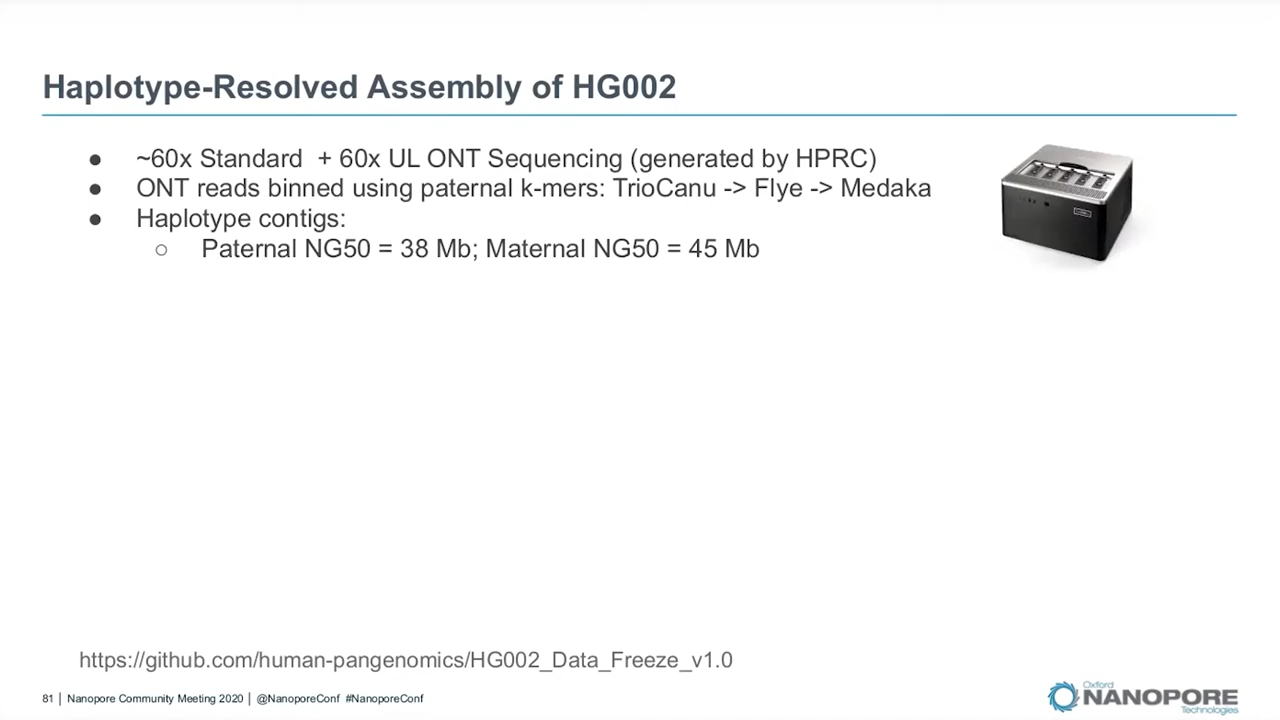 Haplotype-Resolved Assembly of HG002
● ~60x Standard + 60x UL ONT Sequencing (generated by HPRC)
● ONT reads binned using paternal k-mers: TrioCanu -> Flye -> Medaka
● Haplotype contigs:
○ Paternal NG50 = 38 Mb; Maternal NG50 = 45 Mb
https://github.com/human-pangenomics/HG002_Data_Freeze_v1.0
81 | Nanopore Community Meeting 2020 | @NanoporeConf #NanoporeConf
Oxford
NANOPORE
Technologies